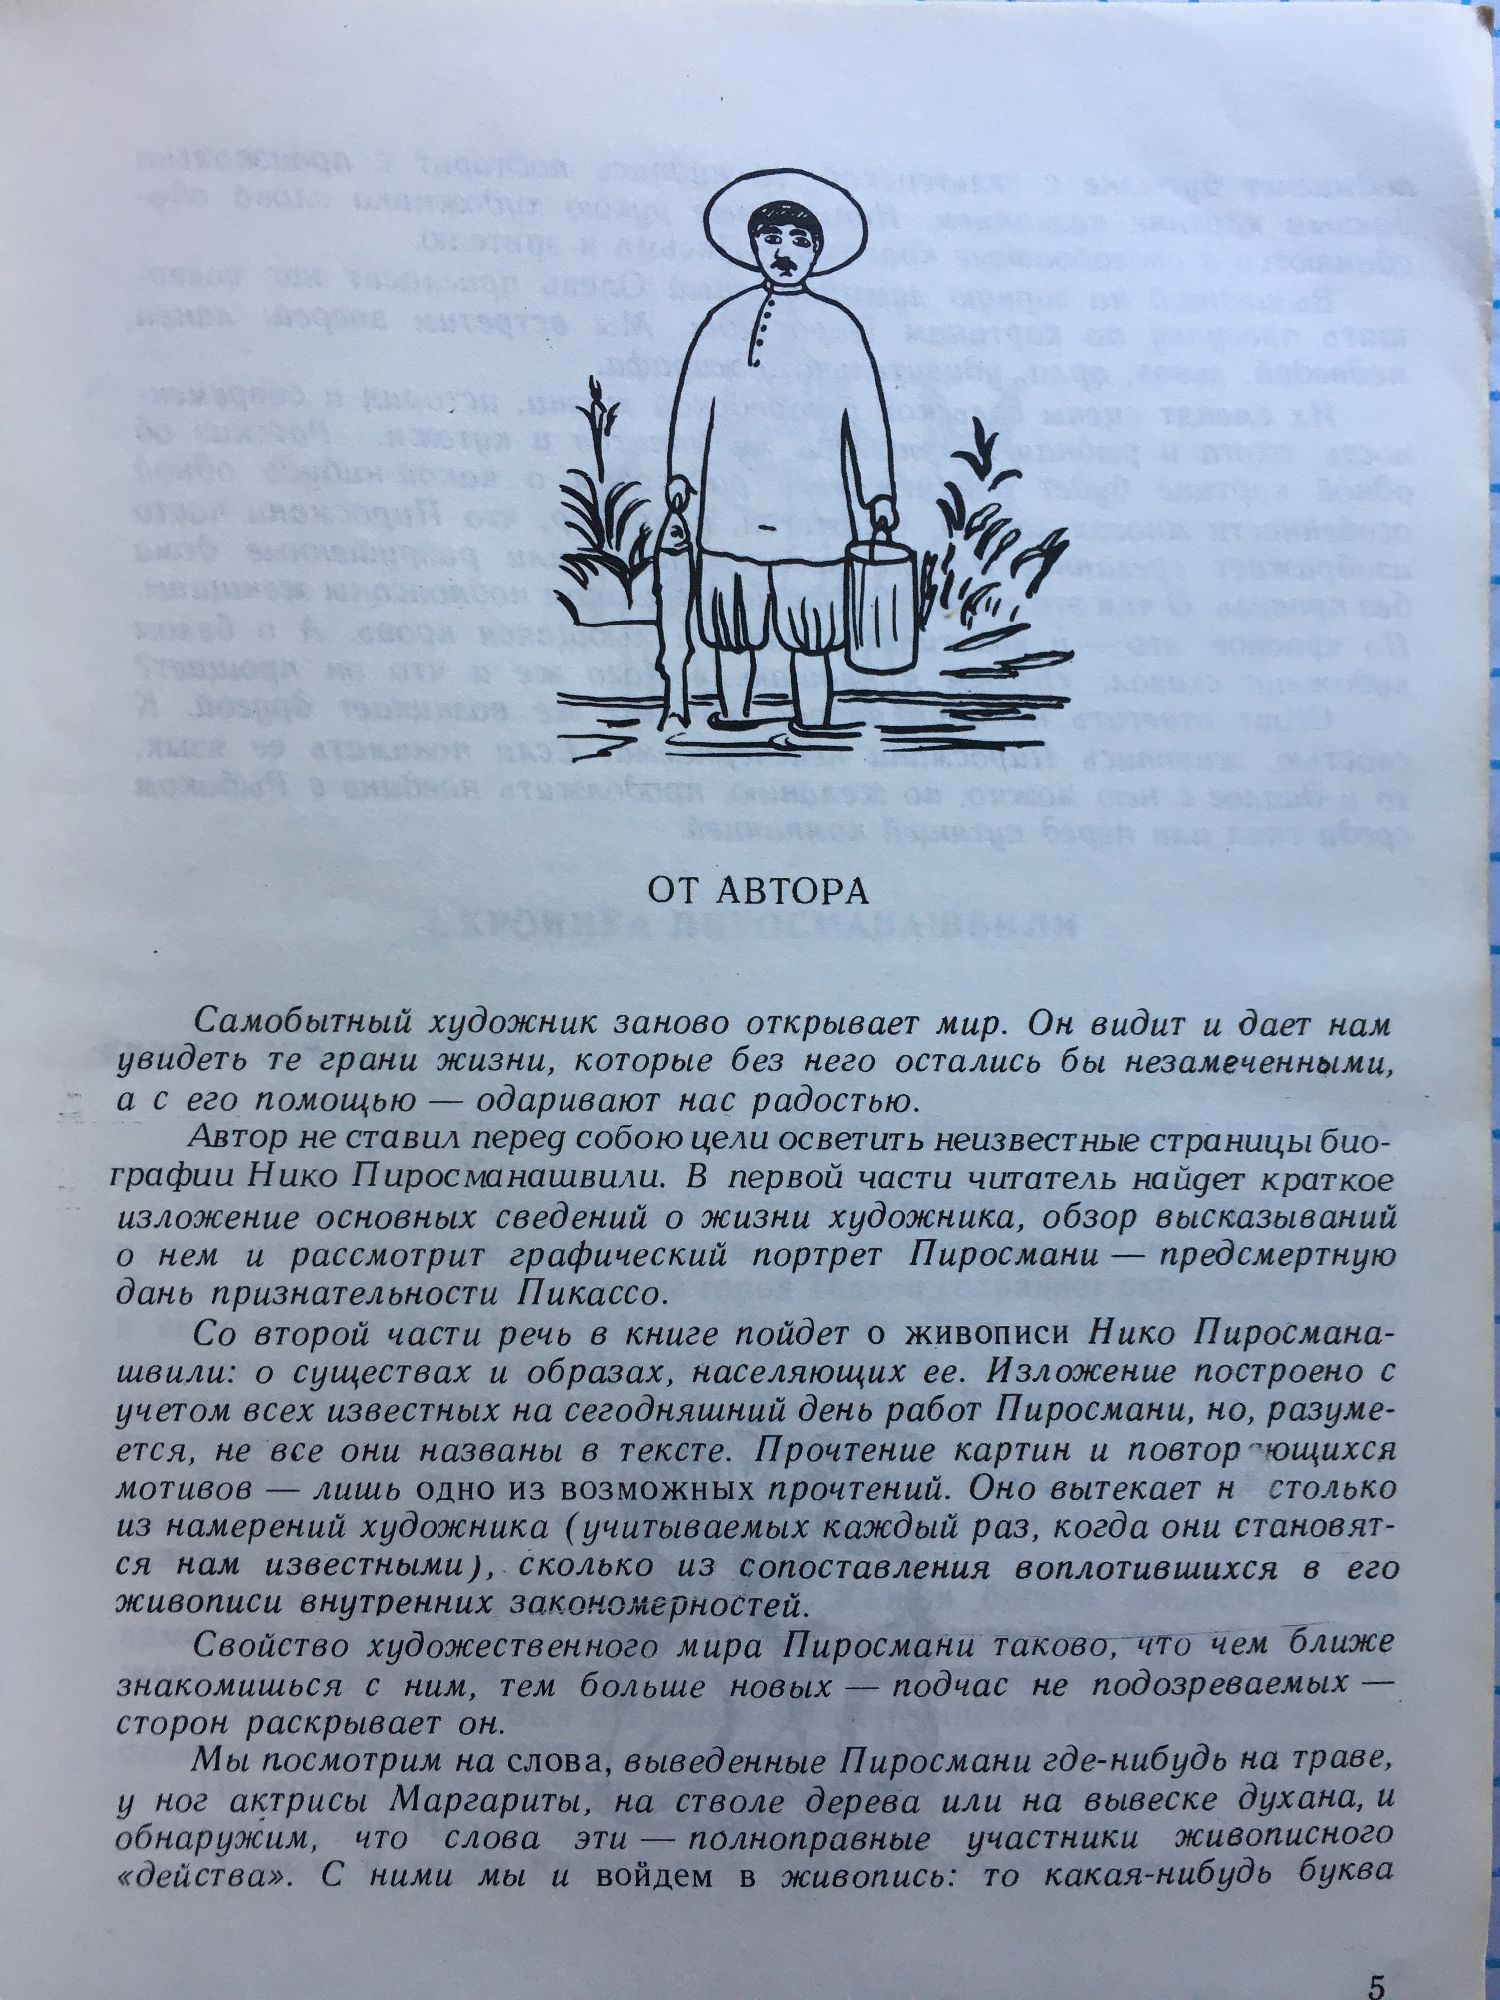 ОТ АВТОРА
Самобытный художник заново открывает мир. Он видит и дает нам
увидеть те грани жизни, которые без него остались бы незамеченными,
а с его помощью — одаривают нас радостью.
Автор не ставил перед собою цели осветить неизвестные страницы био-
графии Нико Пиросманашвили. В первой части читатель найдет краткое
изложение основных сведений о жизни художника, обзор высказываний
о нем и рассмотрит графический портрет Пиросмани — предсмертную
дань признательности Пикассо.
Со второй части речь в книге пойдет о живописи Нико Пиросмана-
швили: о существах и образах, населяющих ее. Изложение построено с
учетом всех известных на сегодняшний день работ Пиросмани, но, разуме-
ется, не все они названы в тексте. Прочтение картин и повторяющихся
мотивов — лишь одно из возможных прочтений. Оно вытекает н столько
из намерений художника (учитываемых каждый раз, когда они становят-
ся нам известными), сколько из сопоставления воплотившихся в его
живописи внутренних закономерностей.
Свойство художественного мира Пиросмани таково, что чем ближе
знакомишься с ним, тем больше новых — подчас не подозреваемых —
сторон раскрывает он.
Мы посмотрим на слова, выведенные Пиросмани где-нибудь на траве,
у ног актрисы Маргариты, на стволе дерева или на вывеске духана, и
обнаружим, что слова эти — полноправные участники живописного
«действа». С ними мы и войдем в живопись: то какая-нибудь буква
5